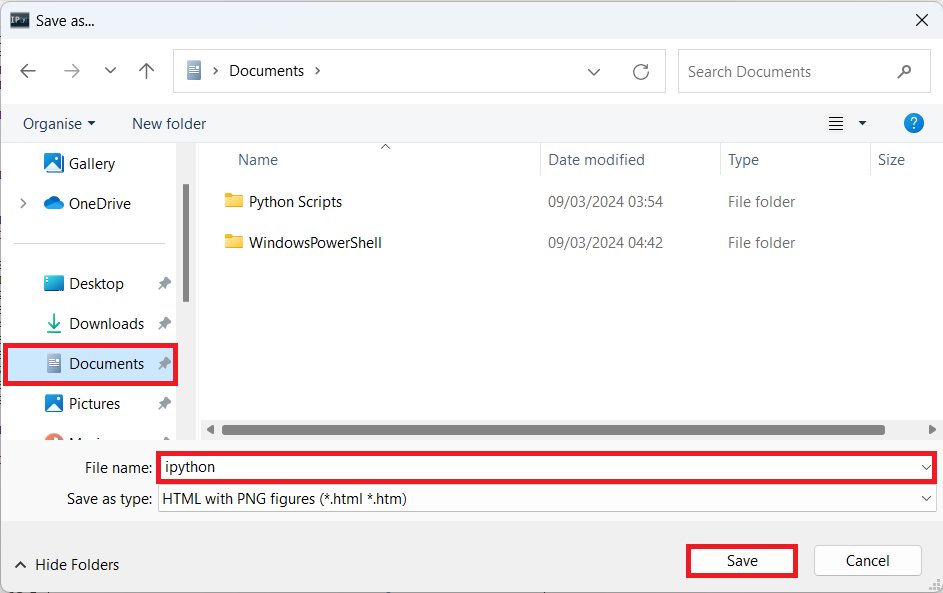 IPy
Save as...
Documents
Search Documents
Organise
New folder
?
Name
Date modified
Type
Size
Gallery
OneDrive
Python Scripts
09/03/2024 03:54
File folder
WindowsPowerShell
09/03/2024 04:42
File folder
Desktop
Downloads
Documents
Pictures
File name:
ipython
Save as type:
HTML with PNG figures (*.html *.htm)
Hide Folders
Save
Cancel